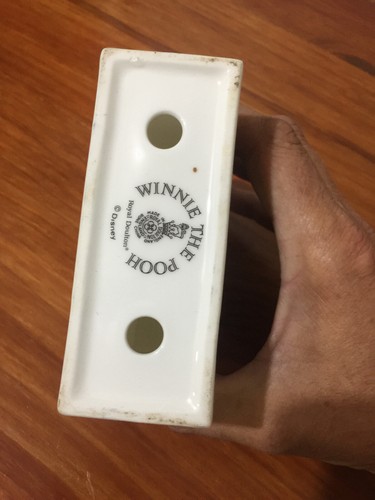 WINNIE THE POOH
Royal Doulton®
© Disney